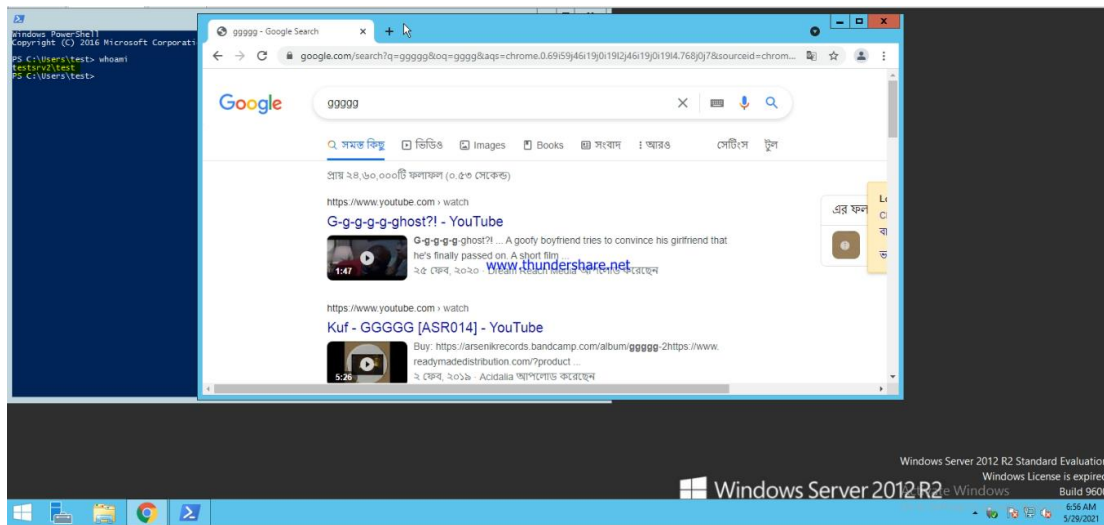 Windows PowerShell
Copyright (C) 2016 Microsoft Corporati
PS C:\Users\test> whoami
testsrv2\test
PS C:\Users\test>
ggggg - Google Search
google.com/search?q=ggggg&oq=gggg&aqs=chrome.0.69i59j46i19j0i19l2j46i19j0i19l4.768j0j7&sourceid=chrom...
Google
ggggg
সমস্ত কিছু ভিডিও Images Books সংবাদ আরও সেটিংস টুল
প্রায় ২৪,৬০,০০০টি ফলাফল (০.৫৩ সেকেন্ড)
https://www.youtube.com › watch
G-g-g-g-g-ghost?! - YouTube
G-g-g-g-g-ghost?! ... A goofy boyfriend tries to convince his girlfriend that
he's finally passed on. A short film ...
1:47
২৫ ফেব, ২০২০ · Dream Reach Media আপলোড করেছেন
www.thundershare.net
https://www.youtube.com › watch
Kuf - GGGGG [ASR014] - YouTube
Buy: https://arsenikrecords.bandcamp.com/album/ggggg-2https://www.
readymadedistribution.com/?product ...
5:26
২ ফেব, ২০১৯ · Acidalia আপলোড করেছেন
এর ফল
Windows Server 2012 R2 Standard Evaluation
Windows License is expired
Build 9600
Windows Server 2012 R2
6:56 AM
5/29/2021